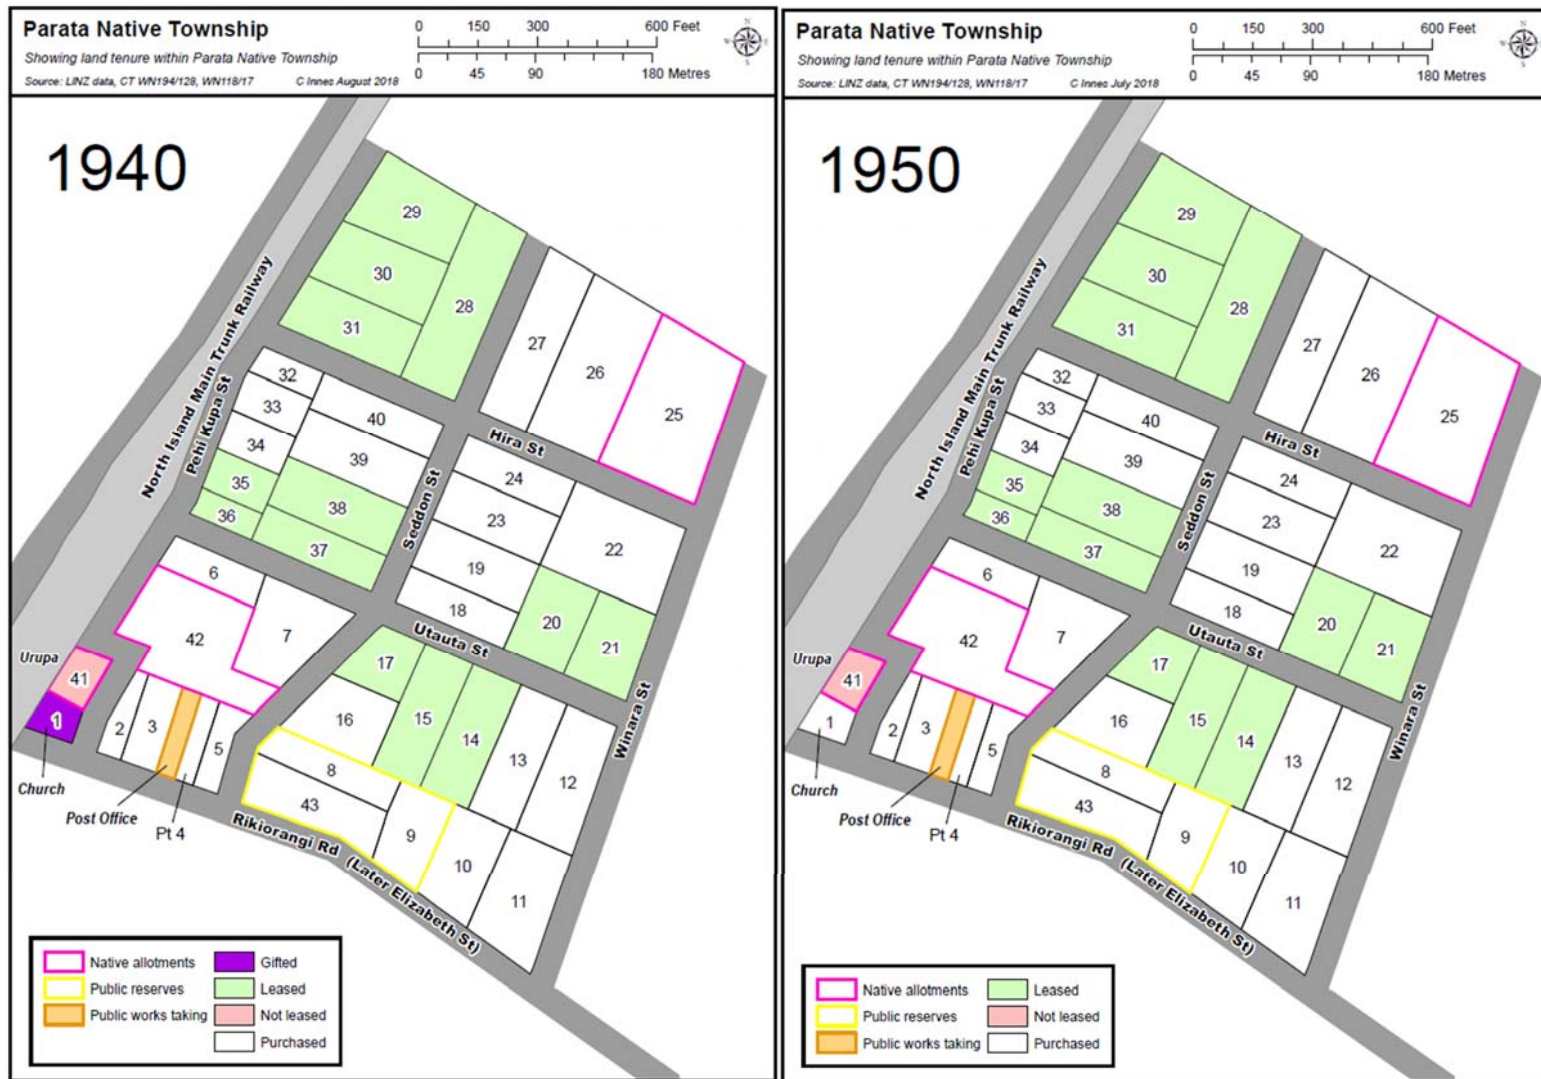 Parata Native Township
Showing land tenure within Parata Native Township
Source: LINZ data, CT WN194/128, WN118/17 C Innes August 2018
0 150 300 600 Feet
0 45 90 180 Metres
N
1940
29
30
31
28
27
26
25
North Island Main Trunk Railway
Pehi Kupa St
32
33
34
35
36
40
39
38
37
Hira St
Seddon St
24
23
22
19
18
20
21
6
42
7
Utauta St
Urupa
41
1
Church
2
3
5
Post Office
Pt 4
17
16
15
14
13
12
Winara St
8
43
9
10
11
Rikiorangi Rd (Later Elizabeth St)
Native allotments
Public reserves
Public works taking
Gifted
Leased
Not leased
Purchased
Parata Native Township
Showing land tenure within Parata Native Township
Source: LINZ data, CT WN194/128, WN118/17 C Innes July 2018
0 150 300 600 Feet
0 45 90 180 Metres
N
1950
29
30
31
28
27
26
25
North Island Main Trunk Railway
Pehi Kupa St
32
33
34
35
36
40
39
38
37
Hira St
Seddon St
24
23
22
19
18
20
21
6
42
7
Utauta St
Urupa
41
1
Church
2
3
5
Post Office
Pt 4
17
16
15
14
13
12
Winara St
8
43
9
10
11
Rikiorangi Rd (Later Elizabeth St)
Native allotments
Public reserves
Public works taking
Leased
Not leased
Purchased